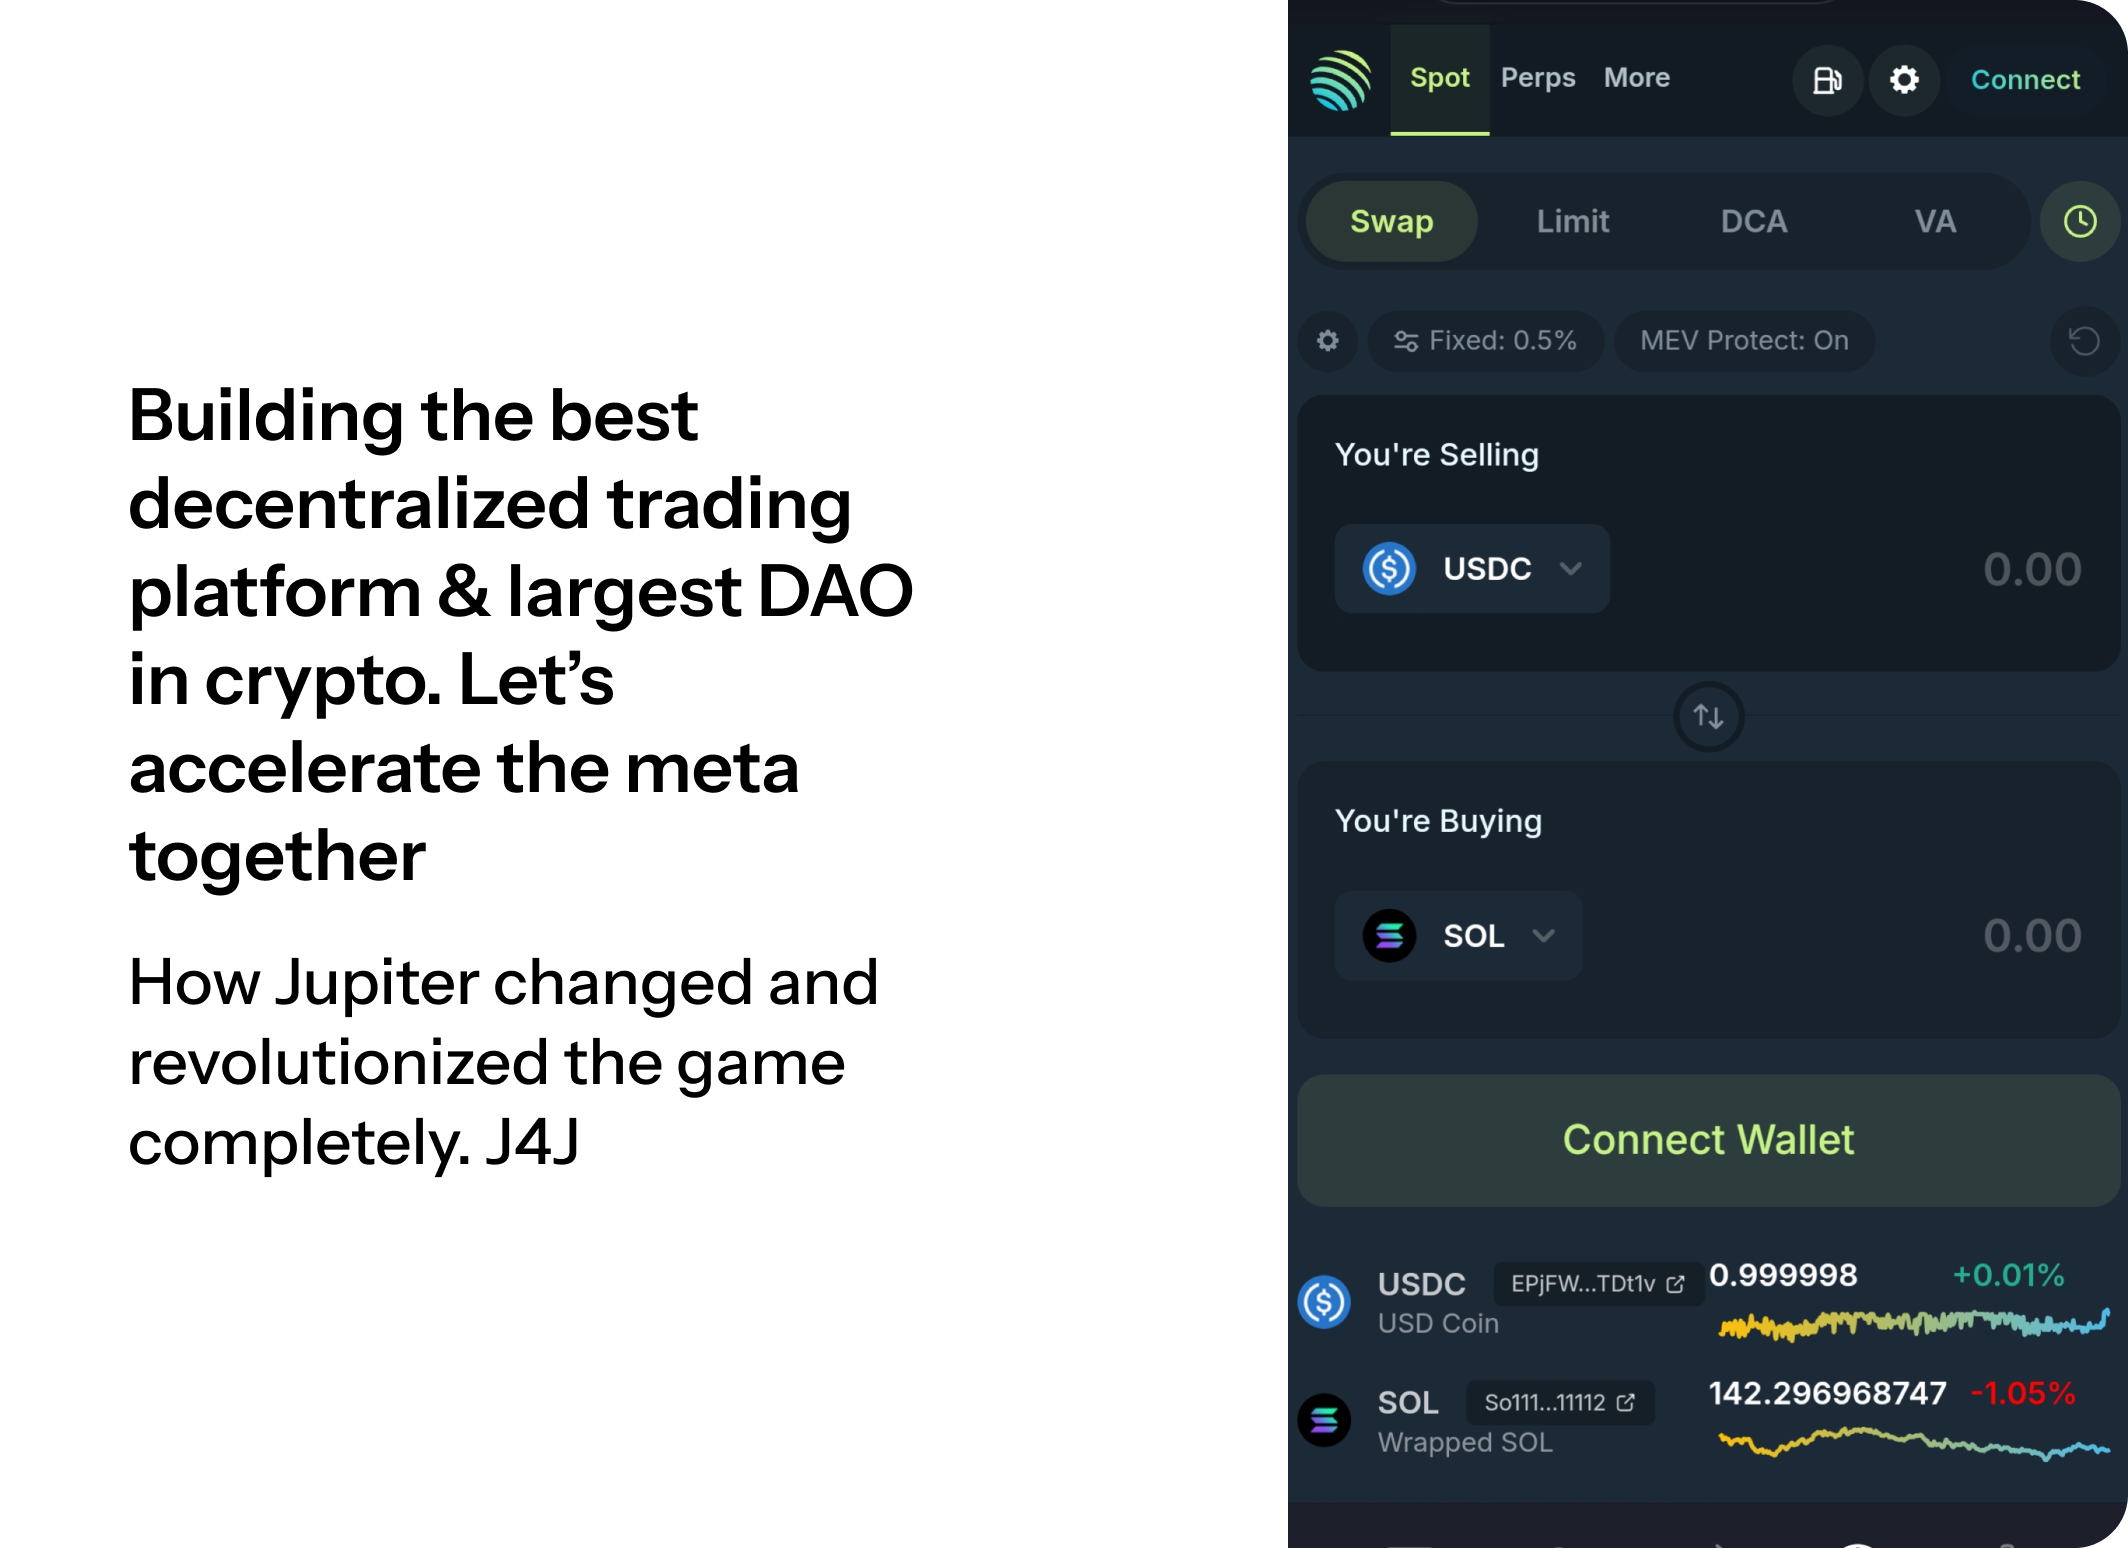 Building the best
decentralized trading
platform & largest DAO
in crypto. Let’s
accelerate the meta
together
How Jupiter changed and
revolutionized the game
completely. J4J
Spot Perps More Connect
Swap Limit DCA VA
Fixed: 0.5% MEV Protect: On
You're Selling
USDC 0.00
You're Buying
SOL 0.00
Connect Wallet
USDC EPjFW...TDt1v 0.999998 +0.01%
USD Coin
SOL So111...11112 142.296968747 -1.05%
Wrapped SOL